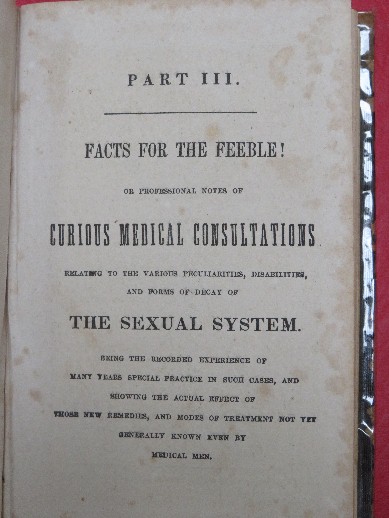 PART III.
FACTS FOR THE FEEBLE!
OR PROFESSIONAL NOTES OF
CURIOUS MEDICAL CONSULTATIONS
RELATING TO THE VARIOUS PECULIARITIES, DISABILITIES,
AND FORMS OF DECAY OF
THE SEXUAL SYSTEM.
BEING THE RECORDED EXPERIENCE OF
MANY YEARS SPECIAL PRACTICE IN SUCH CASES, AND
SHOWING THE ACTUAL EFFECT OF
THOSE NEW REMEDIES, AND MODES OF TREATMENT NOT YET
GENERALLY KNOWN EVEN BY
MEDICAL MEN.